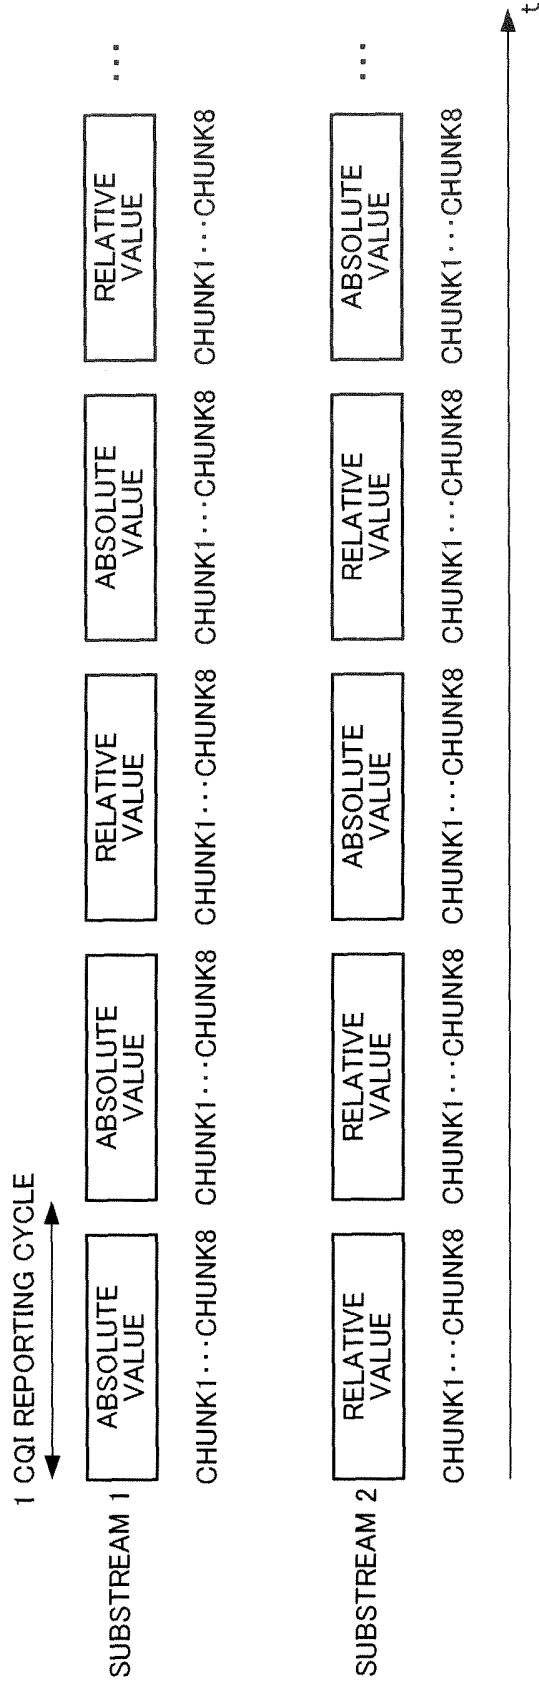 1 CQI REPORTING CYCLE
SUBSTREAM 1
ABSOLUTE
VALUE
ABSOLUTE
VALUE
RELATIVE
VALUE
ABSOLUTE
VALUE
RELATIVE
VALUE
...
CHUNK1···CHUNK8
CHUNK1···CHUNK8
CHUNK1···CHUNK8
CHUNK1···CHUNK8
CHUNK1···CHUNK8
SUBSTREAM 2
RELATIVE
VALUE
RELATIVE
VALUE
ABSOLUTE
VALUE
RELATIVE
VALUE
ABSOLUTE
VALUE
...
CHUNK1···CHUNK8
CHUNK1···CHUNK8
CHUNK1···CHUNK8
CHUNK1···CHUNK8
CHUNK1···CHUNK8
t